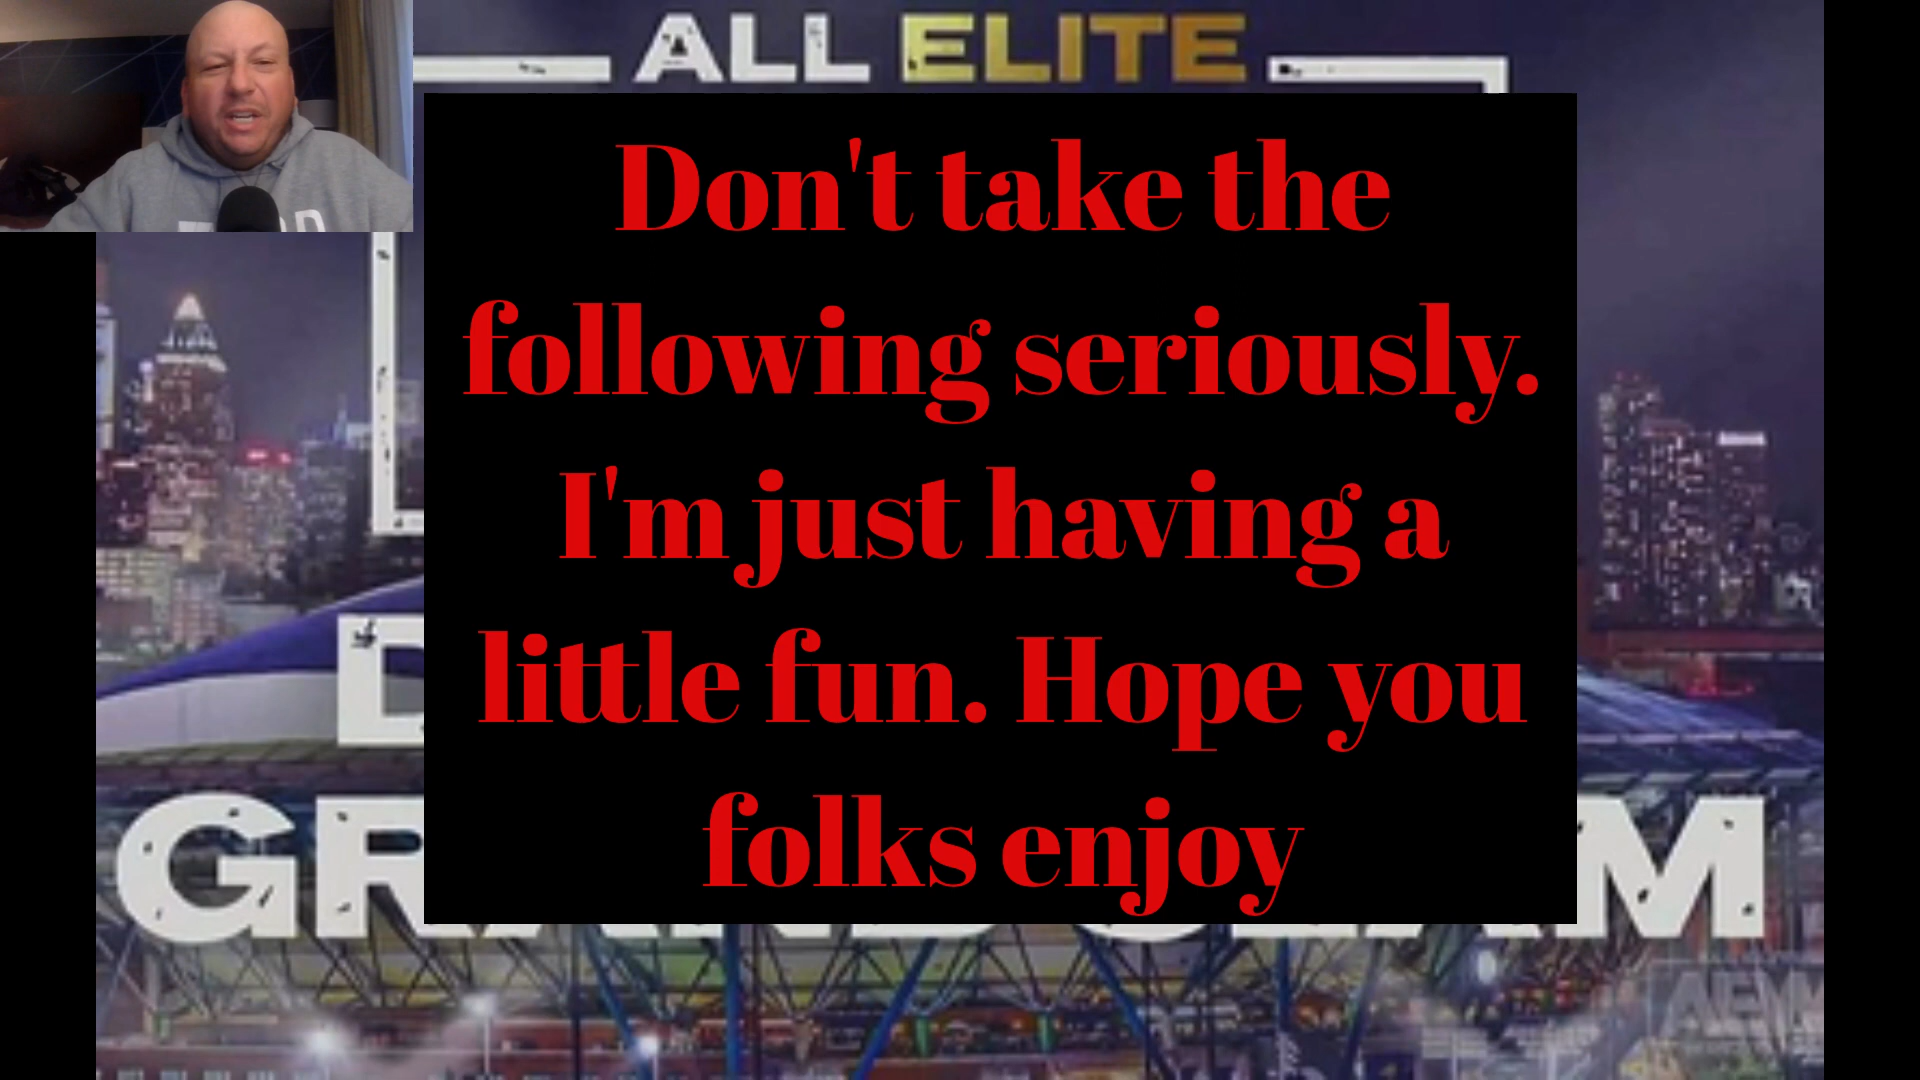 ALL ELITE
Don't take the
following seriously.
I'm just having a
little fun. Hope you
folks enjoy